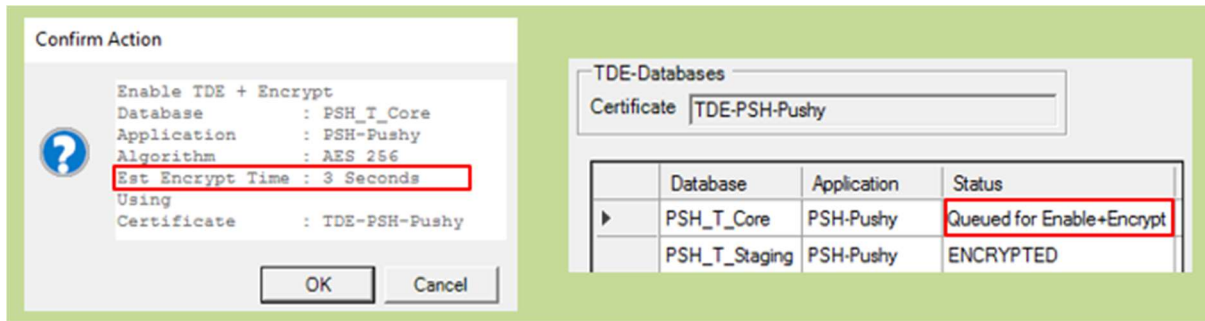 Confirm Action
Enable TDE + Encrypt
Database : PSH_T_Core
Application : PSH-Pushy
Algorithm : AES 256
Est Encrypt Time : 3 Seconds
Using
Certificate : TDE-PSH-Pushy
OK Cancel
TDE-Databases
Certificate TDE-PSH-Pushy
Database Application Status
PSH_T_Core PSH-Pushy Queued for Enable+Encrypt
PSH_T_Staging PSH-Pushy ENCRYPTED